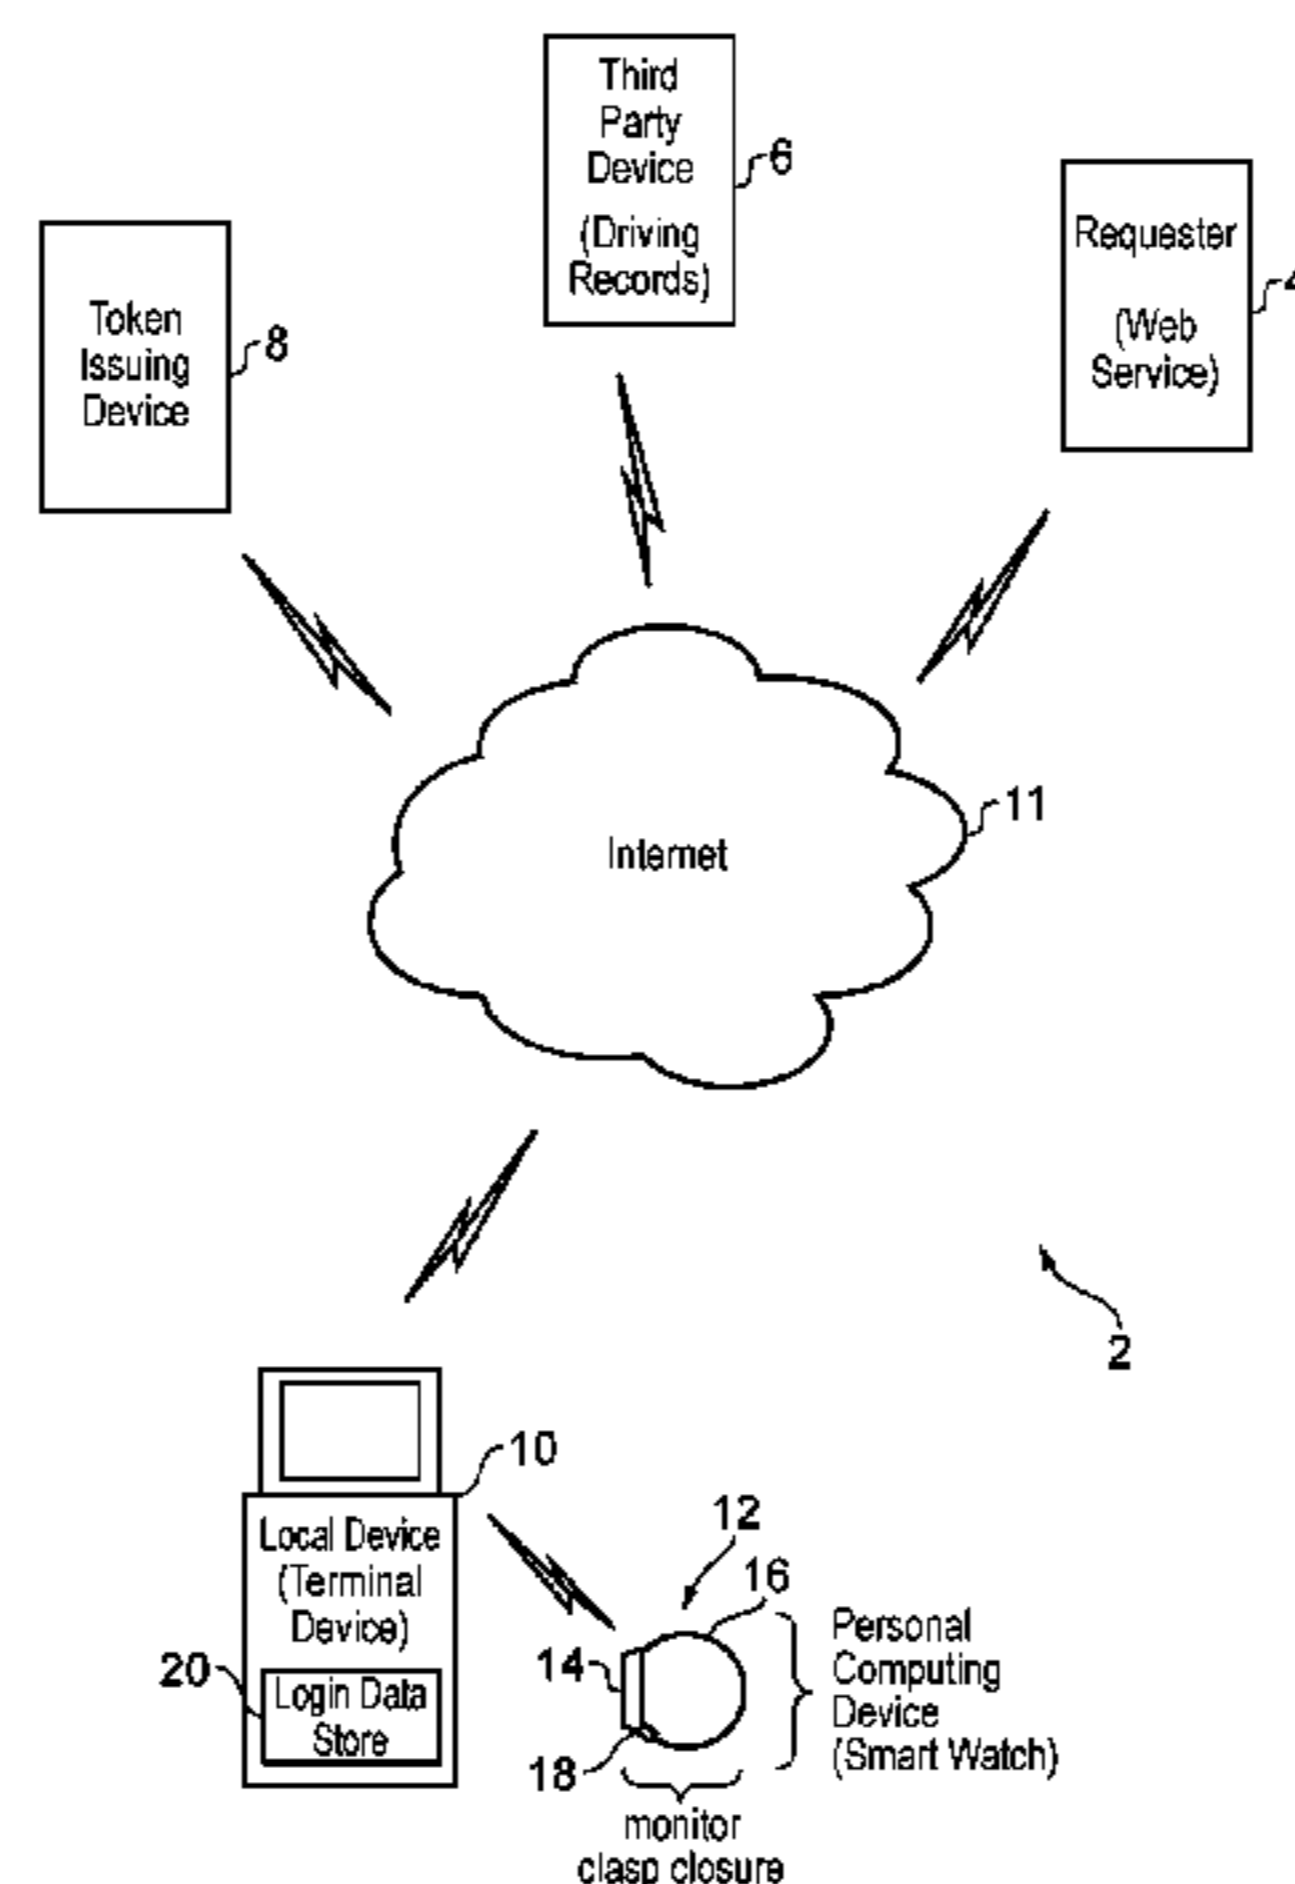 Third
Party
Device
(Driving
Records)
6
Requester
(Web
Service)
4
Token
Issuing
Device
8
Internet
11
2
10
Local Device
(Terminal
Device)
20
Login Data
Store
12
16
14
18
Personal
Computing
Device
(Smart Watch)
monitor
clasp closure